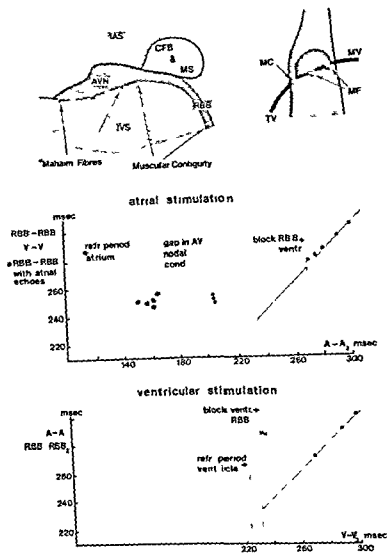 "RAS"
CFB
&
MS
AVN
RBB
IVS
Mahaim Fibres
Muscular Contiguity
MC
MV
MF
TV
atrial stimulation
msec
RBB-RBB
V-V
RBB-RBB
with atrial
echoes
refr period
atrium
gap in AV
nodal
cond
block RBB+
ventr
260
240
220
140
180
220
260
300
A-A₂ msec
ventricular stimulation
msec
A-A
RBB RBB₂
block ventr+
RBB
refr period
260
240
220
V-V₂ msec
220
260
300